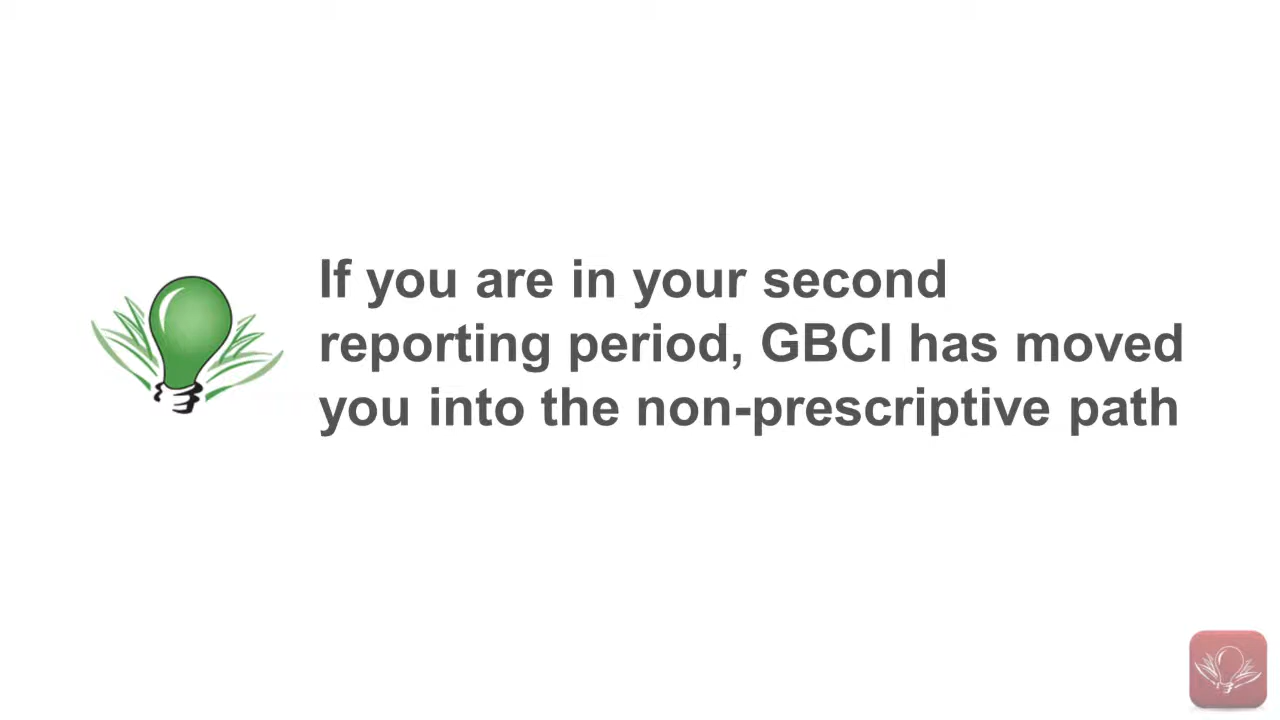 If you are in your second
reporting period, GBCI has moved
you into the non-prescriptive path